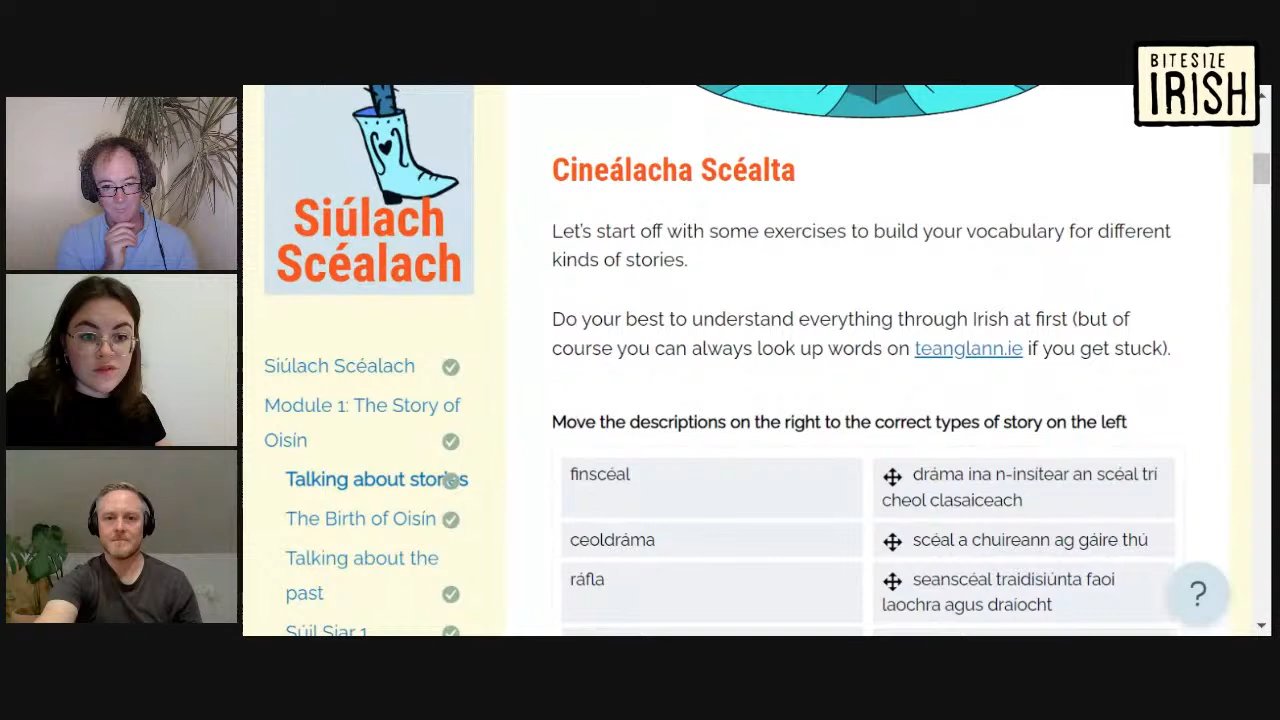 BITESIZE
IRISH
Siúlach
Scéalach
Siúlach Scéalach
Module 1: The Story of
Oisín
Talking about stories
The Birth of Oisín
Talking about the
past
Súil Siar 1
Cineálacha Scéalta
Let's start off with some exercises to build your vocabulary for different
kinds of stories.
Do your best to understand everything through Irish at first (but of
course you can always look up words on teanglann.ie if you get stuck).
Move the descriptions on the right to the correct types of story on the left
finscéal
dráma ina n-insítear an scéal trí
cheol clasaiceach
ceoldráma
scéal a chuireann ag gáire thú
ráfla
seanscéal traidisiúnta faoi
laochra agus draíocht
?